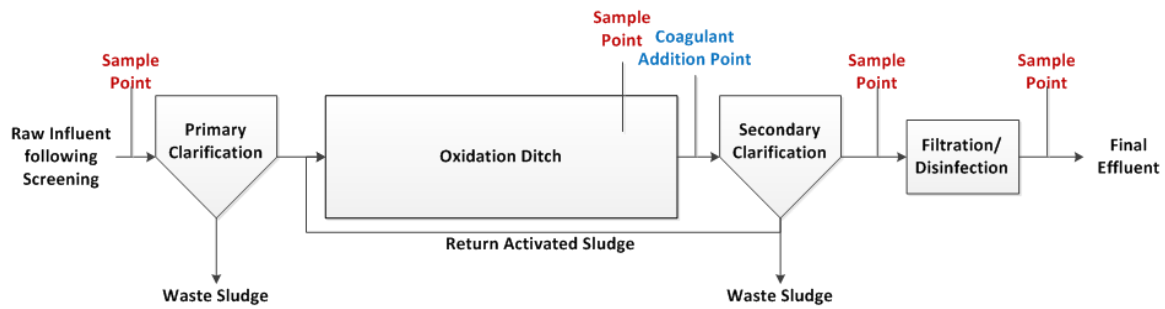 Sample
Point
Sample
Point
Coagulant
Addition Point
Sample
Point
Sample
Point
Raw Influent
following
Screening
Primary
Clarification
Oxidation Ditch
Secondary
Clarification
Filtration/
Disinfection
Final
Effluent
Return Activated Sludge
Waste Sludge
Waste Sludge